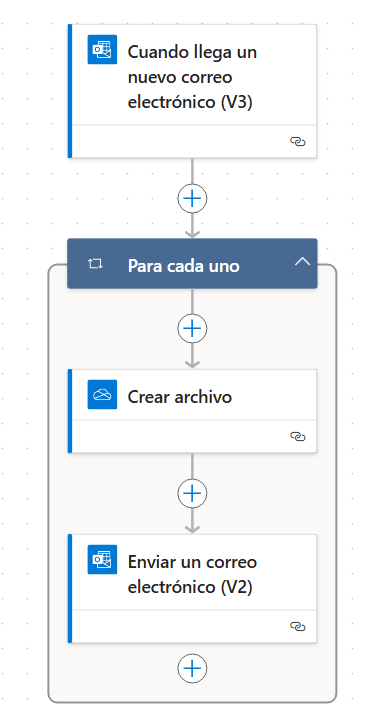 Cuando llega un
nuevo correo
electrónico (V3)
Para cada uno
Crear archivo
Enviar un correo
electrónico (V2)